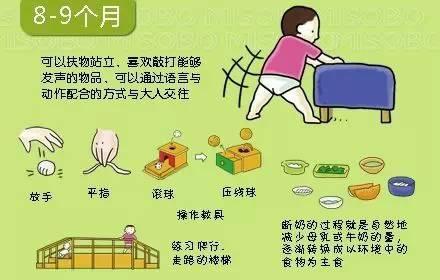 8-9个月
可以扶物站立、喜欢敲打能够
发声的物品，可以通过语言与
动作配合的方式与大人交往
放手
平指
滚球
压线球
操作教具
练习爬行、
走路的楼梯
断奶的过程就是自然地
减少母乳或牛奶的量，
逐渐转换成以环境中的
食物为主食